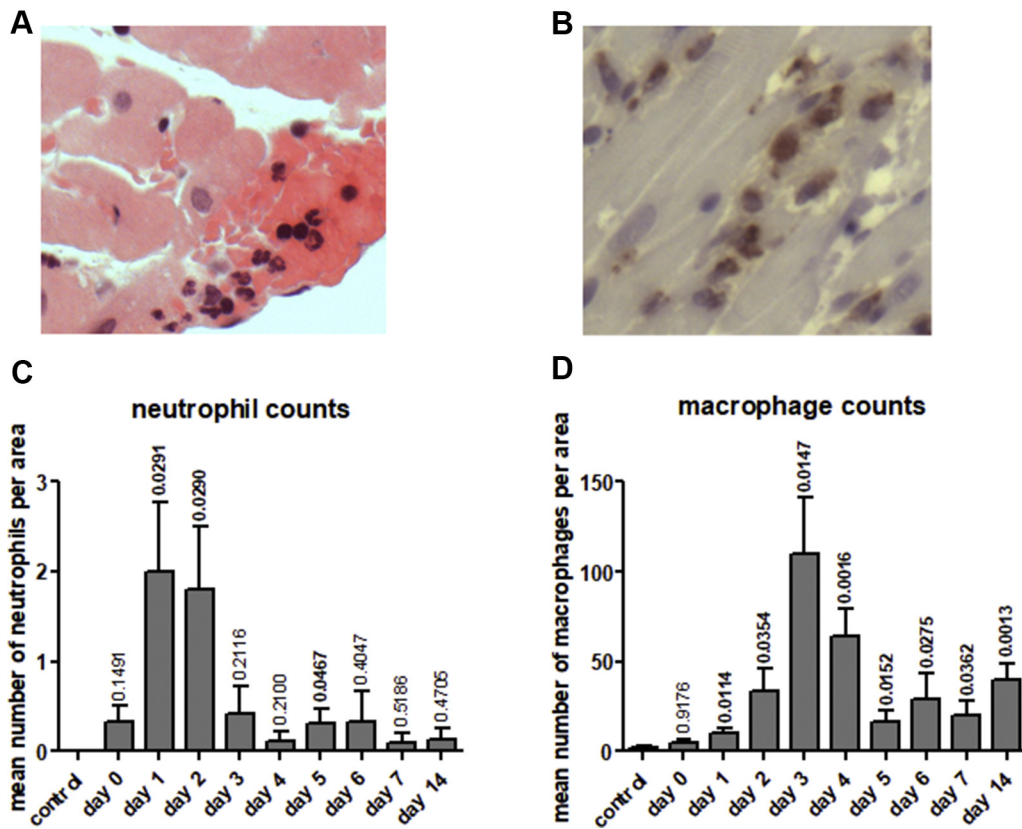 A
B
C
neutrophil counts
mean number of neutrophils per area
3
2
1
0
0.1491
0.0291
0.0290
0.2116
0.2100
0.0467
0.4047
0.5186
0.4705
control
day 0
day 1
day 2
day 3
day 4
day 5
day 6
day 7
day 14
D
macrophage counts
mean number of macrophages per area
150
100
50
0
0.9176
0.0114
0.0354
0.0147
0.0016
0.0152
0.0275
0.0362
0.0013
control
day 0
day 1
day 2
day 3
day 4
day 5
day 6
day 7
day 14